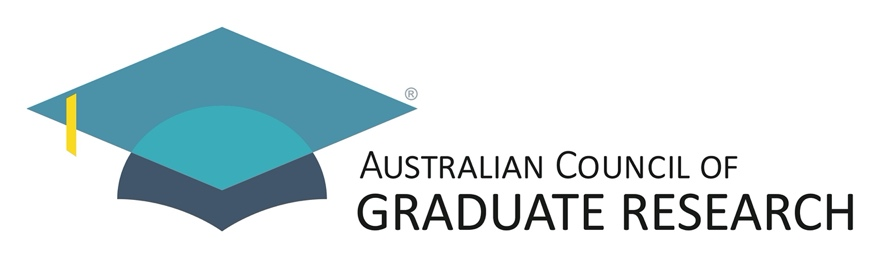 ®
AUSTRALIAN COUNCIL OF
GRADUATE RESEARCH